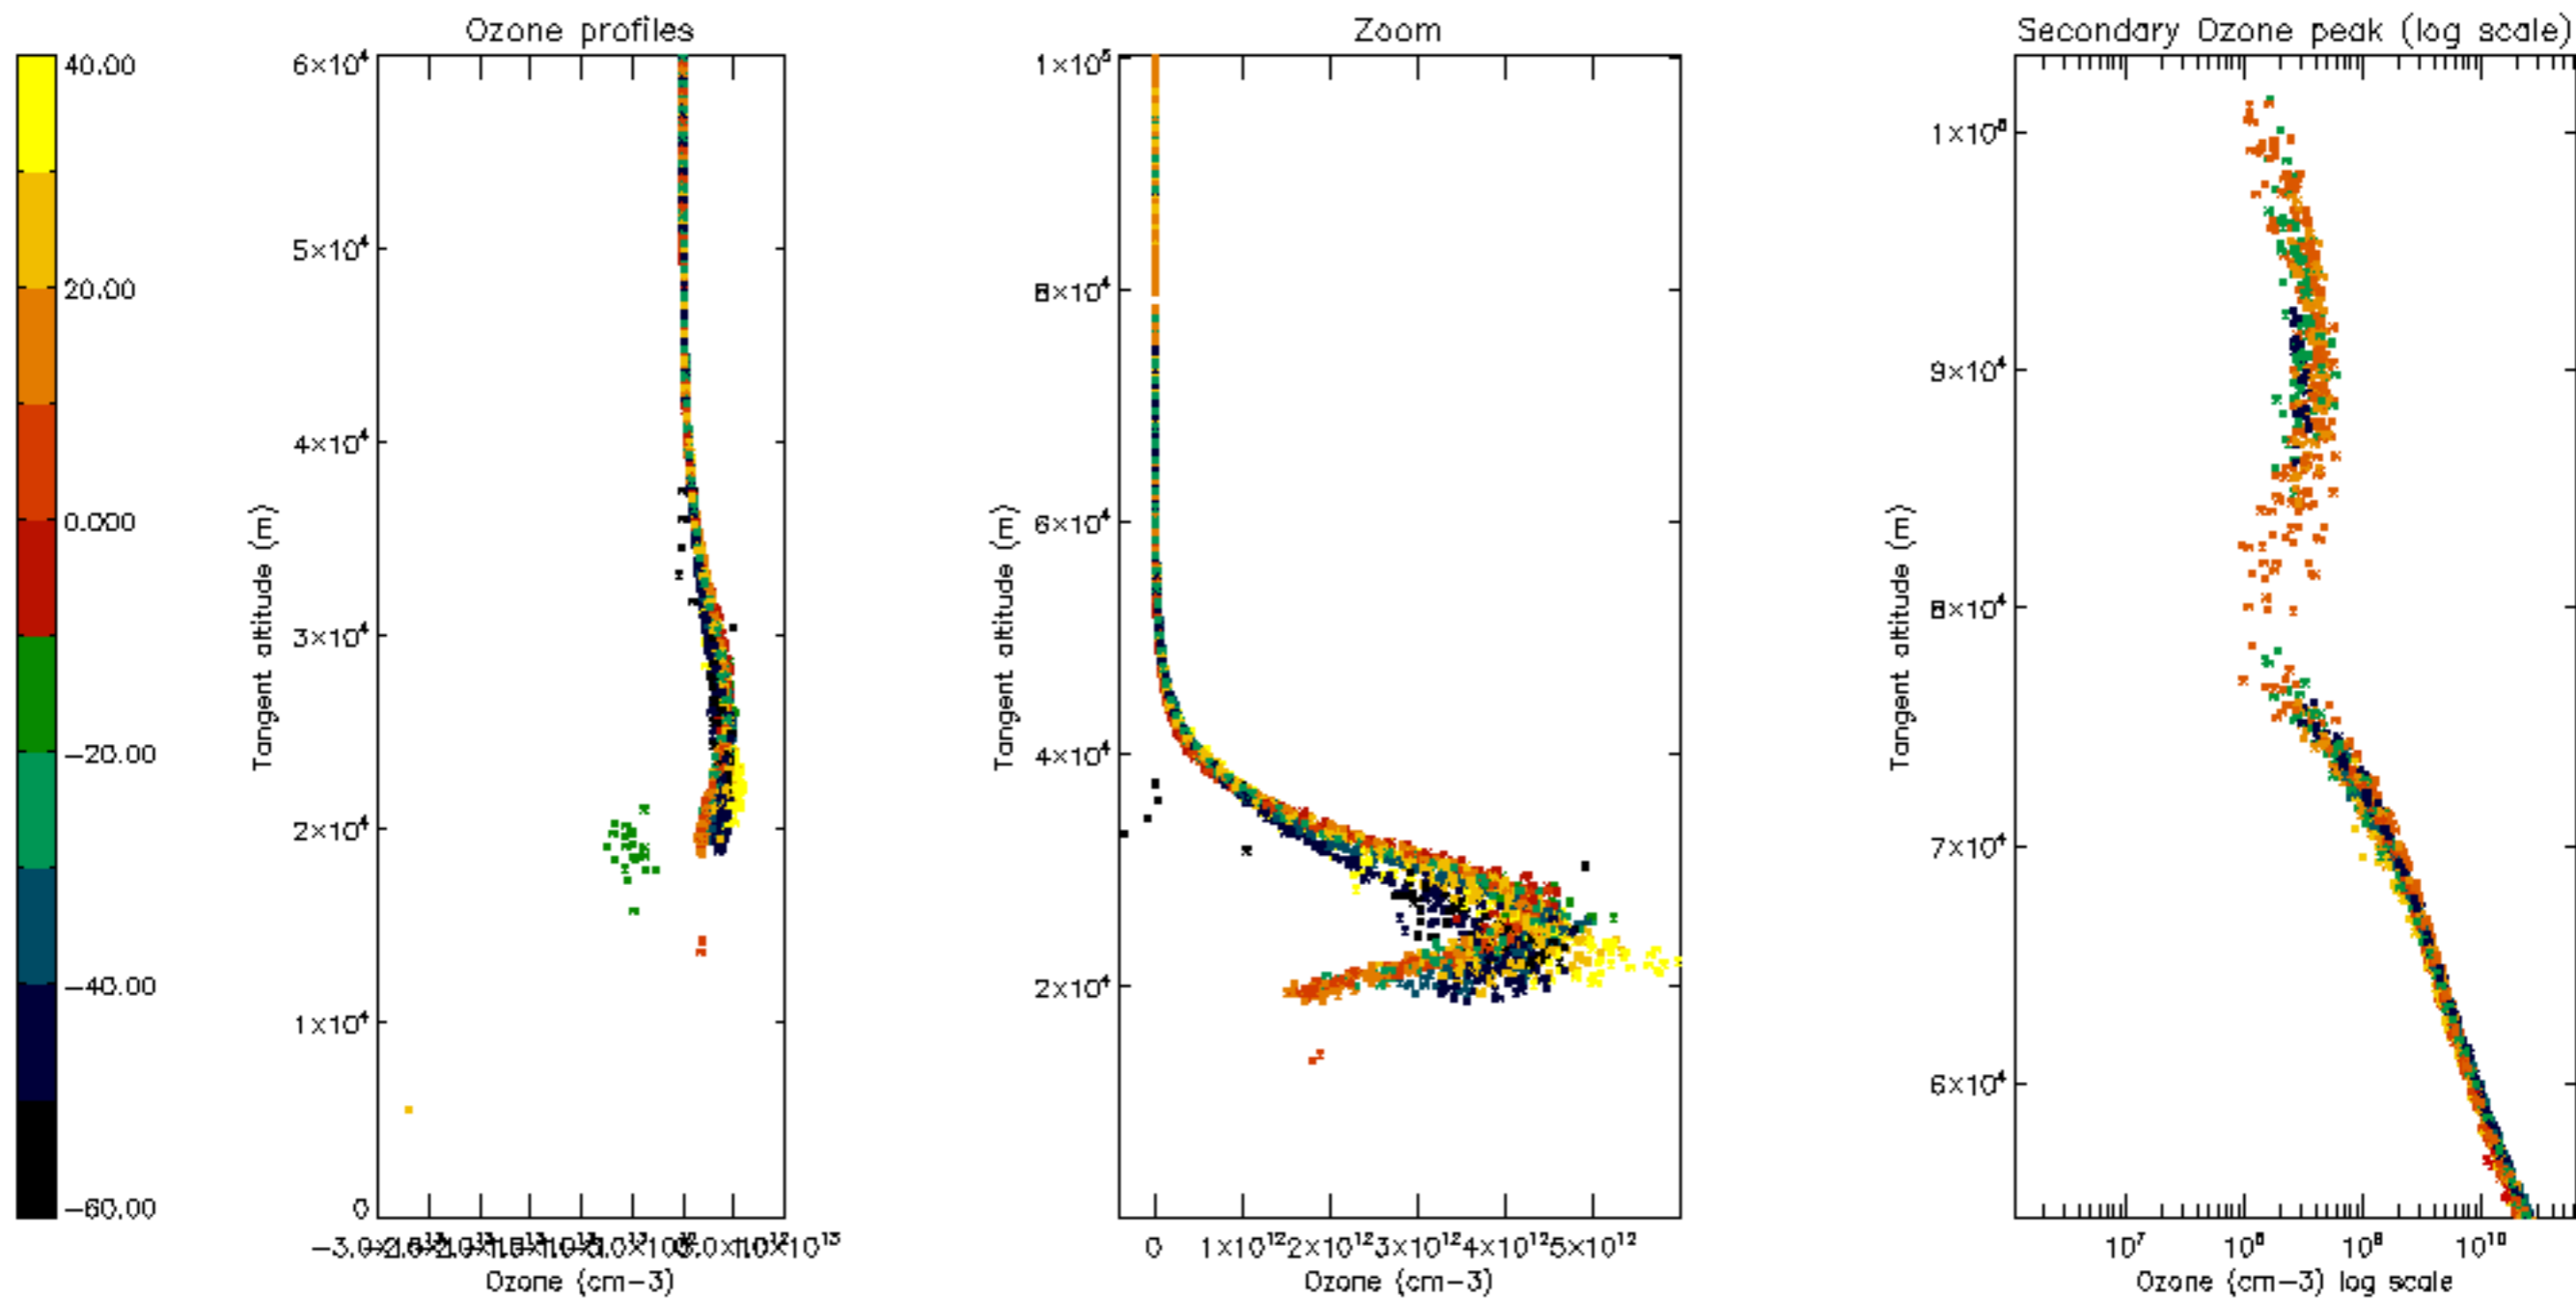 Ozone profiles
Zoom
Secondary Ozone peak (log scale)
40.00
20.00
0.000
−20.00
−40.00
−60.00
6×10⁴
5×10⁴
4×10⁴
3×10⁴
2×10⁴
1×10⁴
0
Tangent altitude (m)
Ozone (cm−3)
1×10⁵
8×10⁴
6×10⁴
4×10⁴
2×10⁴
Tangent altitude (m)
0 1×10¹² 2×10¹² 3×10¹² 4×10¹² 5×10¹²
Ozone (cm−3)
9×10⁴
8×10⁴
7×10⁴
6×10⁴
Tangent altitude (m)
10⁷ 10⁸ 10⁹ 10¹⁰
Ozone (cm−3) log scale